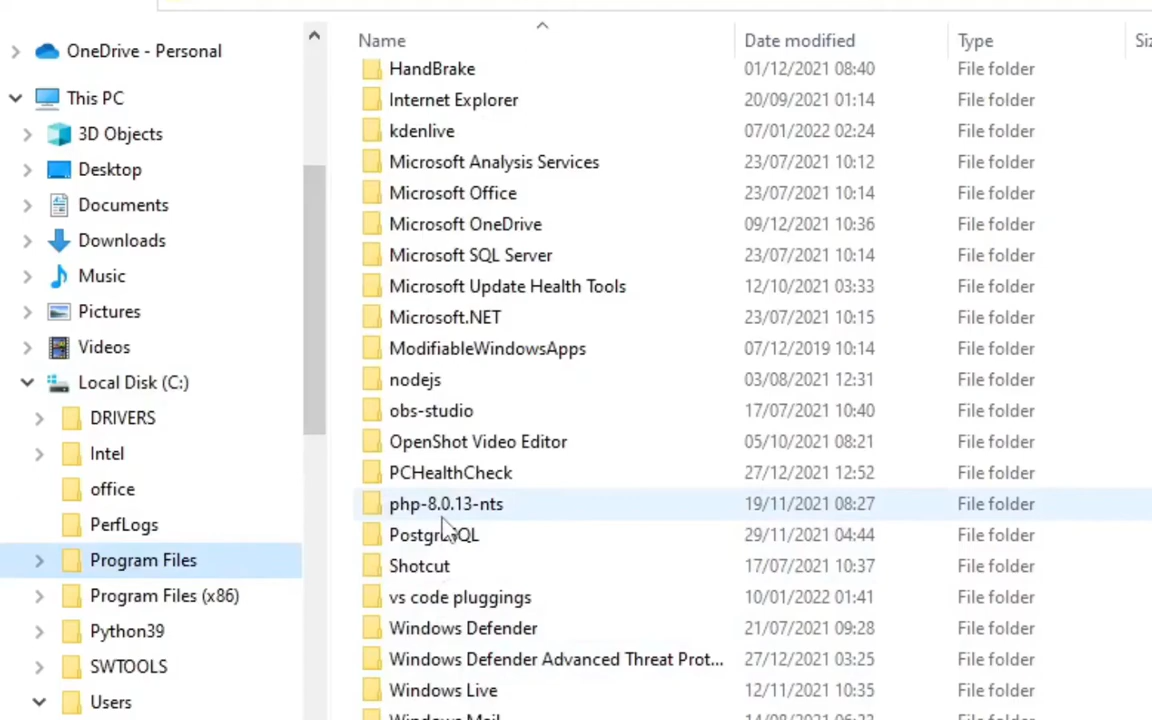 OneDrive - Personal
This PC
3D Objects
Desktop
Documents
Downloads
Music
Pictures
Videos
Local Disk (C:)
DRIVERS
Intel
office
PerfLogs
Program Files
Program Files (x86)
Python39
SWTOOLS
Users
Name Date modified Type
HandBrake 01/12/2021 08:40 File folder
Internet Explorer 20/09/2021 01:14 File folder
kdenlive 07/01/2022 02:24 File folder
Microsoft Analysis Services 23/07/2021 10:12 File folder
Microsoft Office 23/07/2021 10:14 File folder
Microsoft OneDrive 09/12/2021 10:36 File folder
Microsoft SQL Server 23/07/2021 10:14 File folder
Microsoft Update Health Tools 12/10/2021 03:33 File folder
Microsoft.NET 23/07/2021 10:15 File folder
ModifiableWindowsApps 07/12/2019 10:14 File folder
nodejs 03/08/2021 12:31 File folder
obs-studio 17/07/2021 10:40 File folder
OpenShot Video Editor 05/10/2021 08:21 File folder
PCHealthCheck 27/12/2021 12:52 File folder
php-8.0.13-nts 19/11/2021 08:27 File folder
PostgreSQL 29/11/2021 04:44 File folder
Shotcut 17/07/2021 10:37 File folder
vs code pluggings 10/01/2022 01:41 File folder
Windows Defender 21/07/2021 09:28 File folder
Windows Defender Advanced Threat Prot... 27/12/2021 03:25 File folder
Windows Live 12/11/2021 10:35 File folder